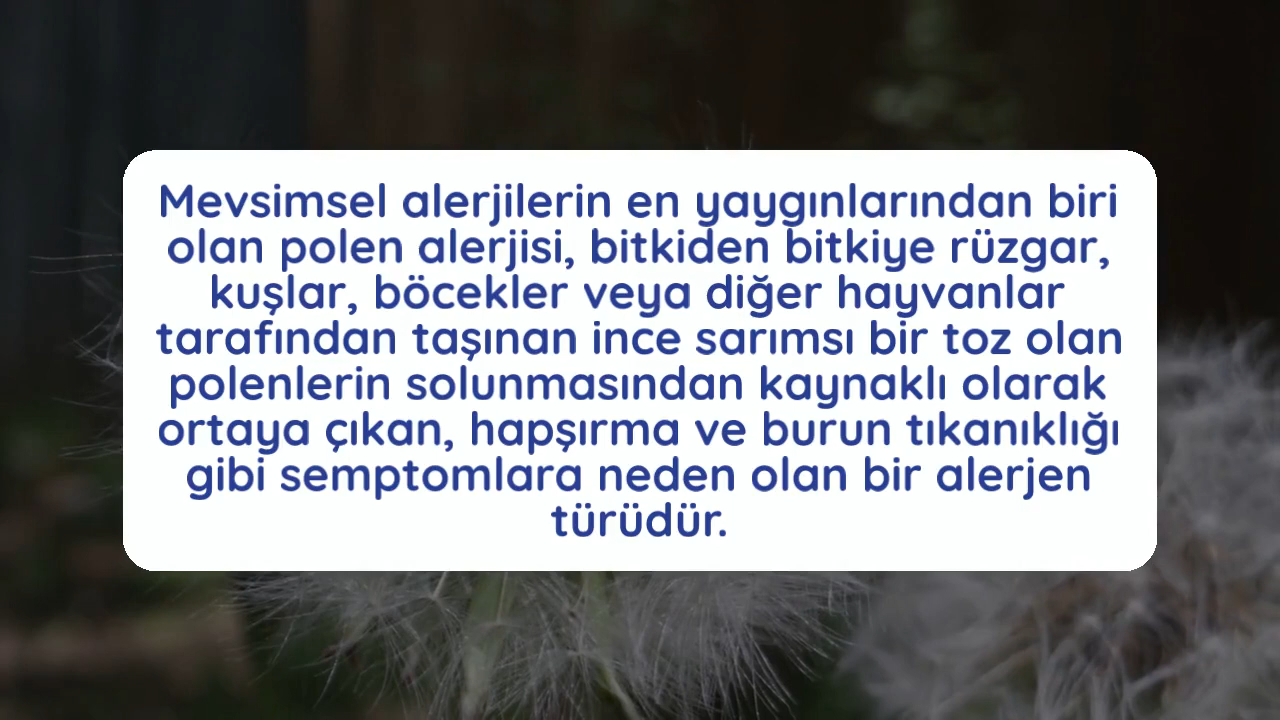 Mevsimsel alerjilerin en yaygınlarından biri
olan polen alerjisi, bitkiden bitkiye rüzgar,
kuşlar, böcekler veya diğer hayvanlar
tarafından taşınan ince sarımsı bir toz olan
polenlerin solunmasından kaynaklı olarak
ortaya çıkan, hapşırma ve burun tıkanıklığı
gibi semptomlara neden olan bir alerjen
türüdür.